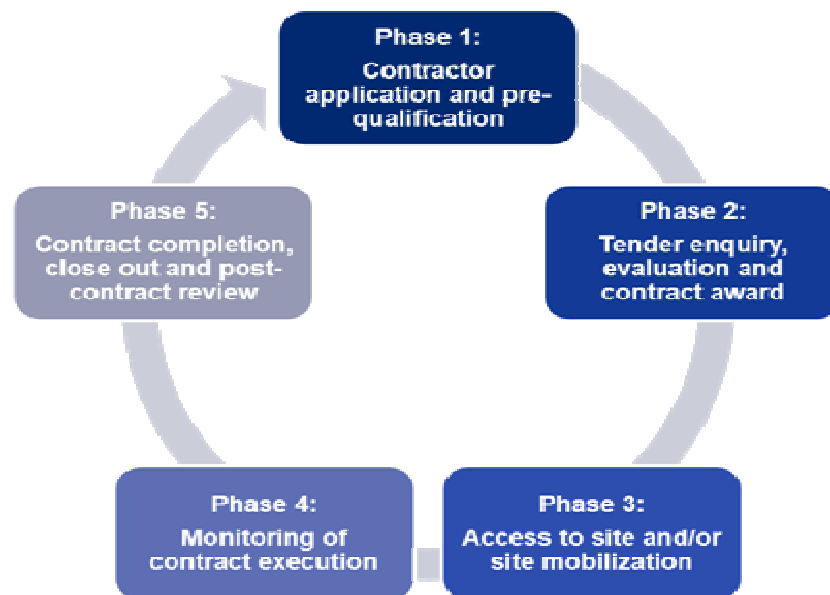 Phase 1:
Contractor
application and pre-
qualification
Phase 2:
Tender enquiry,
evaluation and
contract award
Phase 3:
Access to site and/or
site mobilization
Phase 4:
Monitoring of
contract execution
Phase 5:
Contract completion,
close out and post-
contract review